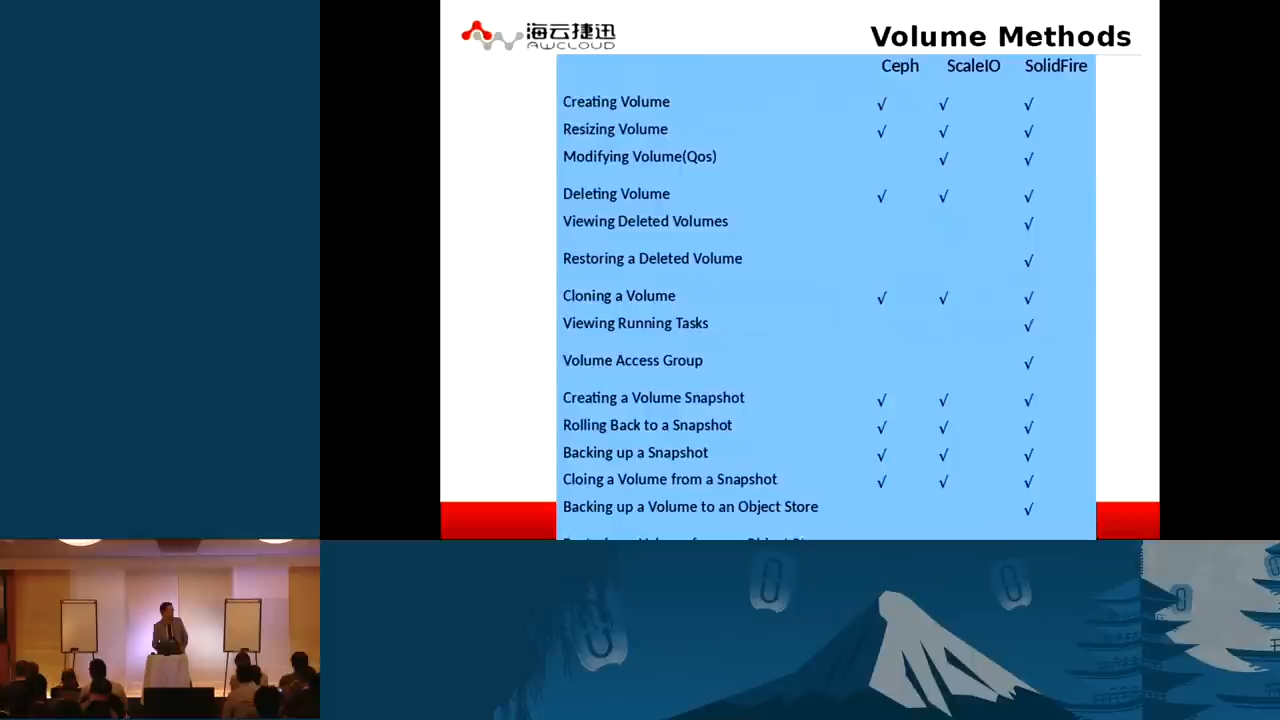 海云捷迅
AWCLOUD
Volume Methods
Ceph ScaleIO SolidFire
Creating Volume √ √ √
Resizing Volume √ √ √
Modifying Volume(Qos) √ √
Deleting Volume √ √ √
Viewing Deleted Volumes √
Restoring a Deleted Volume √
Cloning a Volume √ √ √
Viewing Running Tasks √
Volume Access Group √
Creating a Volume Snapshot √ √ √
Rolling Back to a Snapshot √ √ √
Backing up a Snapshot √ √ √
Cloing a Volume from a Snapshot √ √ √
Backing up a Volume to an Object Store √